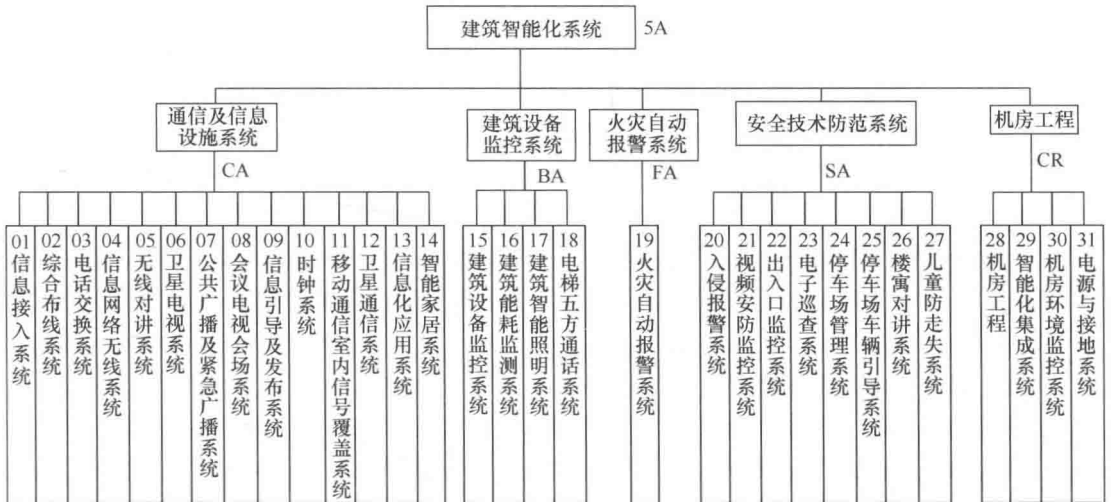 建筑智能化系统
5A
通信及信息
设施系统
建筑设备
监控系统
火灾自动
报警系统
安全技术防范系统
机房工程
CA
BA
FA
SA
CR
01信息接入系统
02综合布线系统
03电话交换系统
04信息网络无线系统
05无线对讲系统
06卫星电视系统
07公共广播及紧急广播系统
08会议电视会场系统
09信息引导及发布系统
10时钟系统
11移动通信室内信号覆盖系统
12卫星通信系统
13信息化应用系统
14智能家居系统
15建筑设备监控系统
16建筑能耗监测系统
17建筑智能照明系统
18电梯五方通话系统
19火灾自动报警系统
20入侵报警系统
21视频安防监控系统
22出入口监控系统
23电子巡查系统
24停车场管理系统
25停车场车辆引导系统
26楼寓对讲系统
27儿童防走失系统
28机房工程
29智能化集成系统
30机房环境监控系统
31电源与接地系统